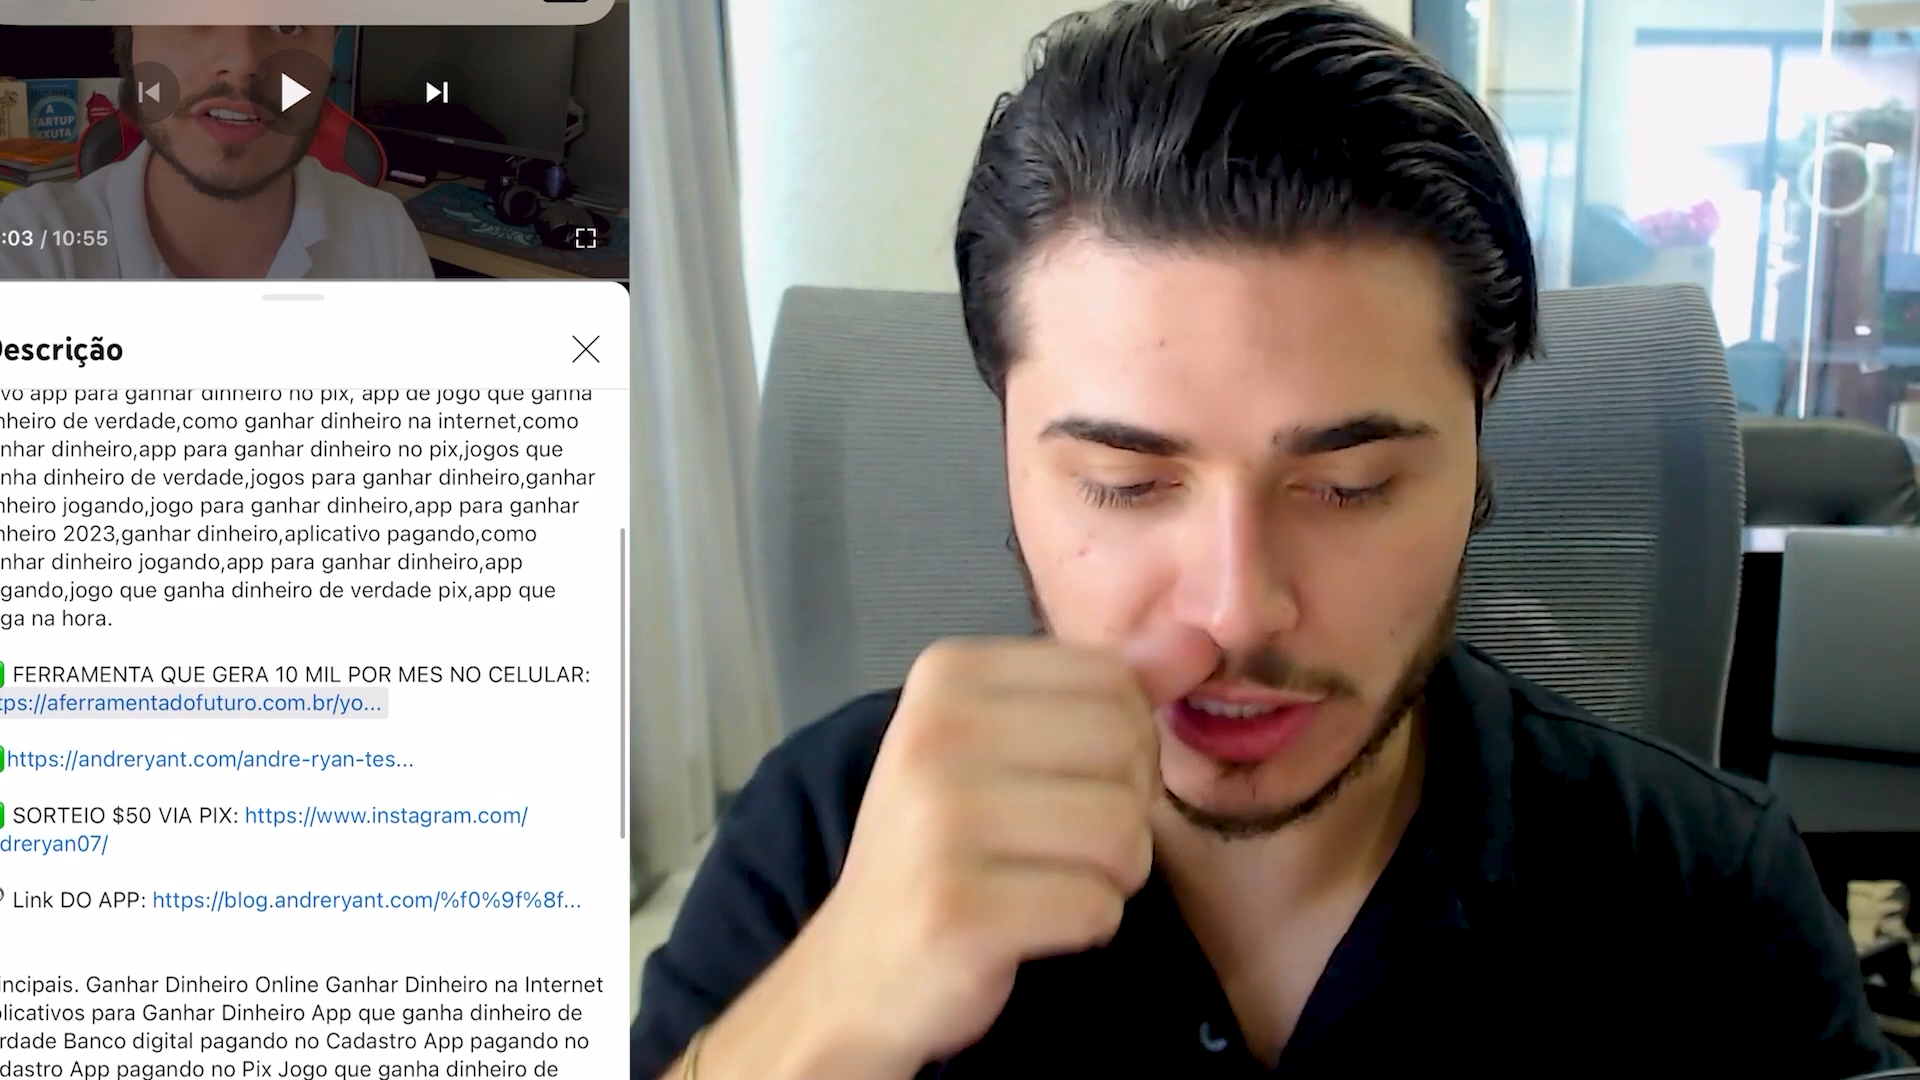 A
STARTUP
:03 / 10:55
escrição
vo app para ganhar dinheiro no pix, app de jogo que ganha
nheiro de verdade,como ganhar dinheiro na internet,como
nhar dinheiro,app para ganhar dinheiro no pix,jogos que
nha dinheiro de verdade,jogos para ganhar dinheiro,ganhar
nheiro jogando,jogo para ganhar dinheiro,app para ganhar
nheiro 2023,ganhar dinheiro,aplicativo pagando,como
nhar dinheiro jogando,app para ganhar dinheiro,app
gando,jogo que ganha dinheiro de verdade pix,app que
ga na hora.
FERRAMENTA QUE GERA 10 MIL POR MES NO CELULAR:
tps://aferramentadofuturo.com.br/yo...
https://andreryant.com/andre-ryan-tes...
SORTEIO $50 VIA PIX: https://www.instagram.com/
dreryan07/
Link DO APP: https://blog.andreryant.com/%f0%9f%8f...
incipais. Ganhar Dinheiro Online Ganhar Dinheiro na Internet
plicativos para Ganhar Dinheiro App que ganha dinheiro de
rdade Banco digital pagando no Cadastro App pagando no
dastro App pagando no Pix Jogo que ganha dinheiro de